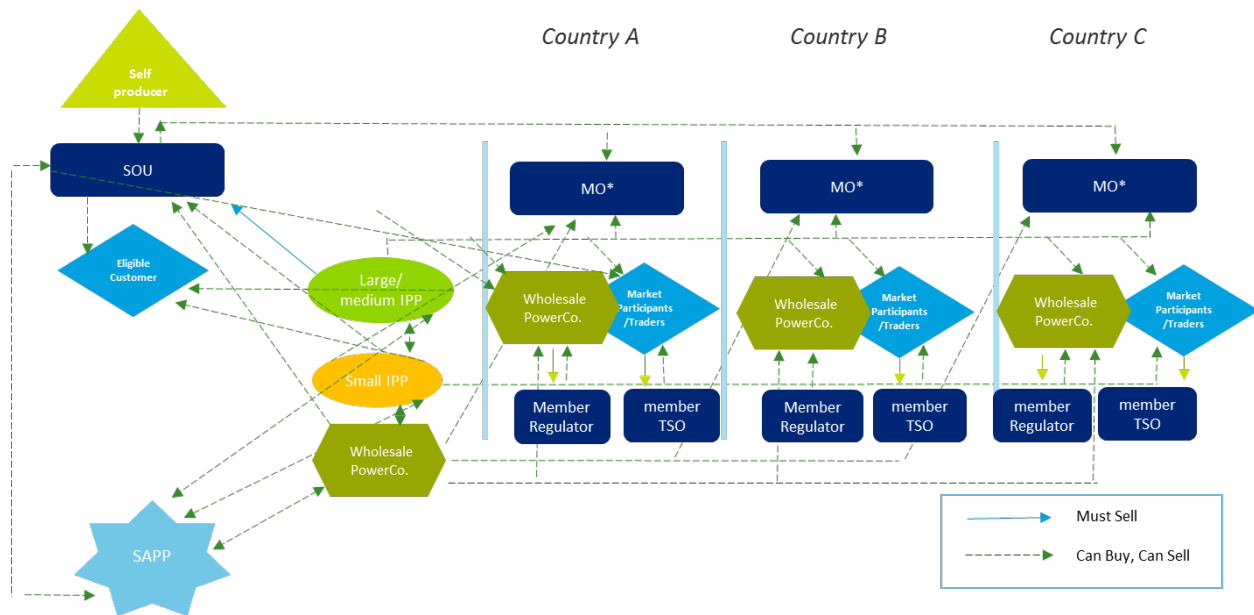 Country A
Country B
Country C
Self
producer
SOU
MO*
MO*
MO*
Eligible
Customer
Large/
medium IPP
Wholesale
PowerCo.
Market
Participants
/Traders
Wholesale
PowerCo.
Market
Participants
/Traders
Wholesale
PowerCo.
Market
Participants
/Traders
Small IPP
Member
Regulator
member
TSO
Member
Regulator
member
TSO
member
Regulator
member
TSO
Wholesale
PowerCo.
SAPP
Must Sell
Can Buy, Can Sell